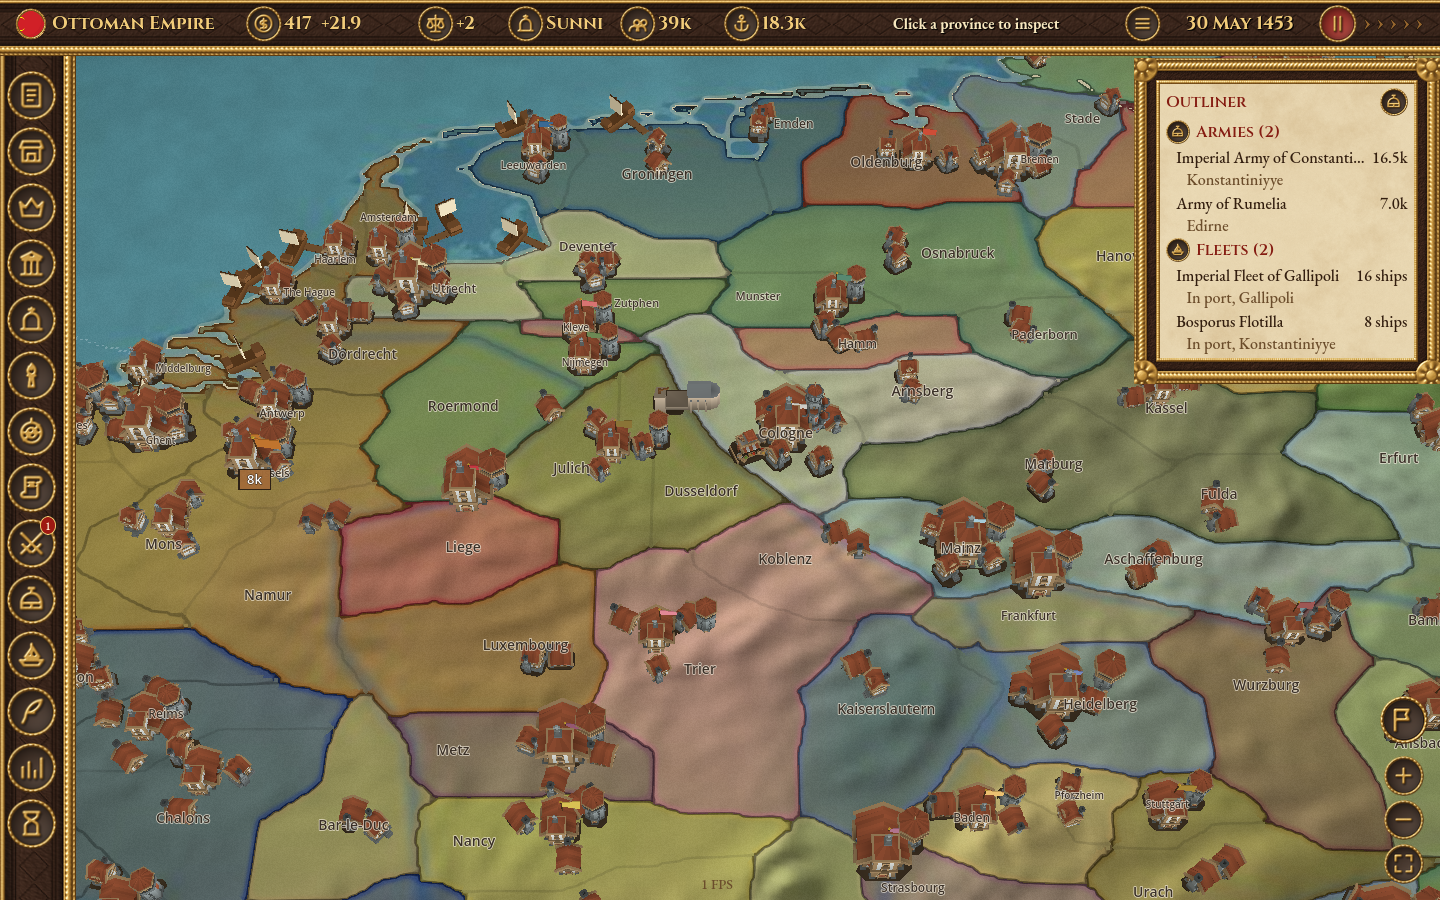 OTTOMAN EMPIRE 417 +21.9 +2 SUNNI 39K 18.3K Click a province to inspect 30 MAY 1453
OUTLINER
ARMIES (2)
Imperial Army of Constanti... 16.5k
Konstantiniyye
Army of Rumelia 7.0k
Edirne
FLEETS (2)
Imperial Fleet of Gallipoli 16 ships
In port, Gallipoli
Bosporus Flotilla 8 ships
In port, Konstantiniyye
1
Stade
Emden
Leeuwarden
Groningen
Oldenburg
Bremen
Amsterdam
Deventer
Osnabruck
Haarlem
The Hague
Utrecht
Zutphen
Munster
Kleve
Hamm
Paderborn
Dordrecht
Nijmegen
Middelburg
Arnsberg
Roermond
Kassel
Antwerp
Cologne
Ghent
8k
Julich
Dusseldorf
Marburg
Erfurt
Fulda
Mons
Liege
Koblenz
Mainz
Aschaffenburg
Namur
Frankfurt
Luxembourg
Trier
Wurzburg
Reims
Kaiserslautern
Heidelberg
Metz
Ansbach
Chalons
Bar-le-Duc
Nancy
Baden
Pforzheim
Stuttgart
Strasbourg
Urach
1 FPS